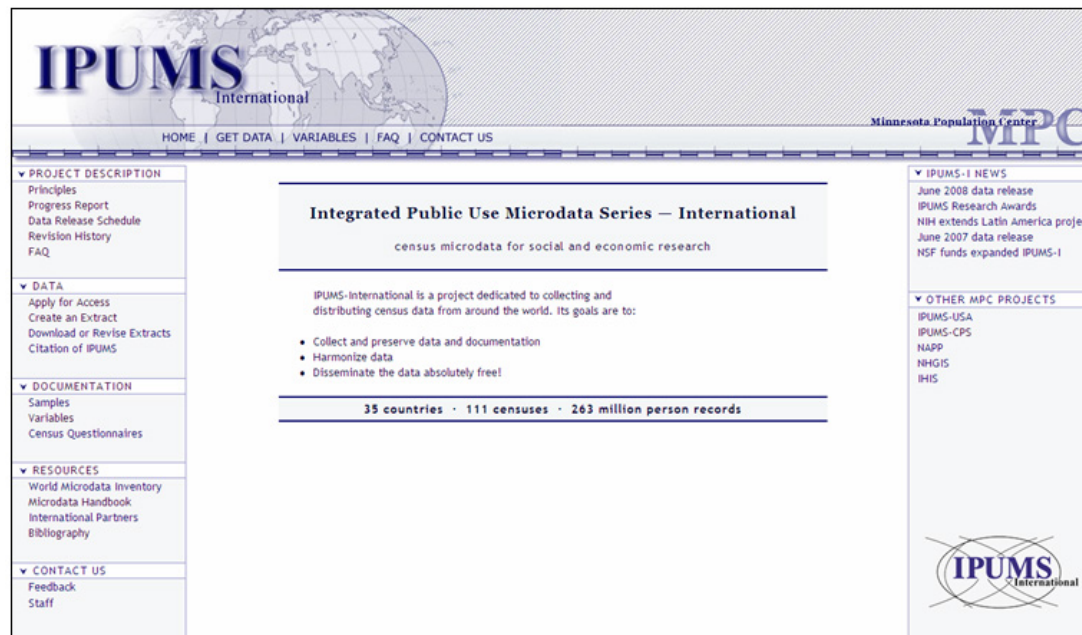 IPUMS
International
HOME | GET DATA | VARIABLES | FAQ | CONTACT US
Minnesota Population Center
MPC
PROJECT DESCRIPTION
Principles
Progress Report
Data Release Schedule
Revision History
FAQ
DATA
Apply for Access
Create an Extract
Download or Revise Extracts
Citation of IPUMS
DOCUMENTATION
Samples
Variables
Census Questionnaires
RESOURCES
World Microdata Inventory
Microdata Handbook
International Partners
Bibliography
CONTACT US
Feedback
Staff
Integrated Public Use Microdata Series — International
census microdata for social and economic research
IPUMS-International is a project dedicated to collecting and
distributing census data from around the world. Its goals are to:
• Collect and preserve data and documentation
• Harmonize data
• Disseminate the data absolutely free!
35 countries · 111 censuses · 263 million person records
IPUMS-I NEWS
June 2008 data release
IPUMS Research Awards
NIH extends Latin America proje
June 2007 data release
NSF funds expanded IPUMS-I
OTHER MPC PROJECTS
IPUMS-USA
IPUMS-CPS
NAPP
NHGIS
IHIS
IPUMS
International